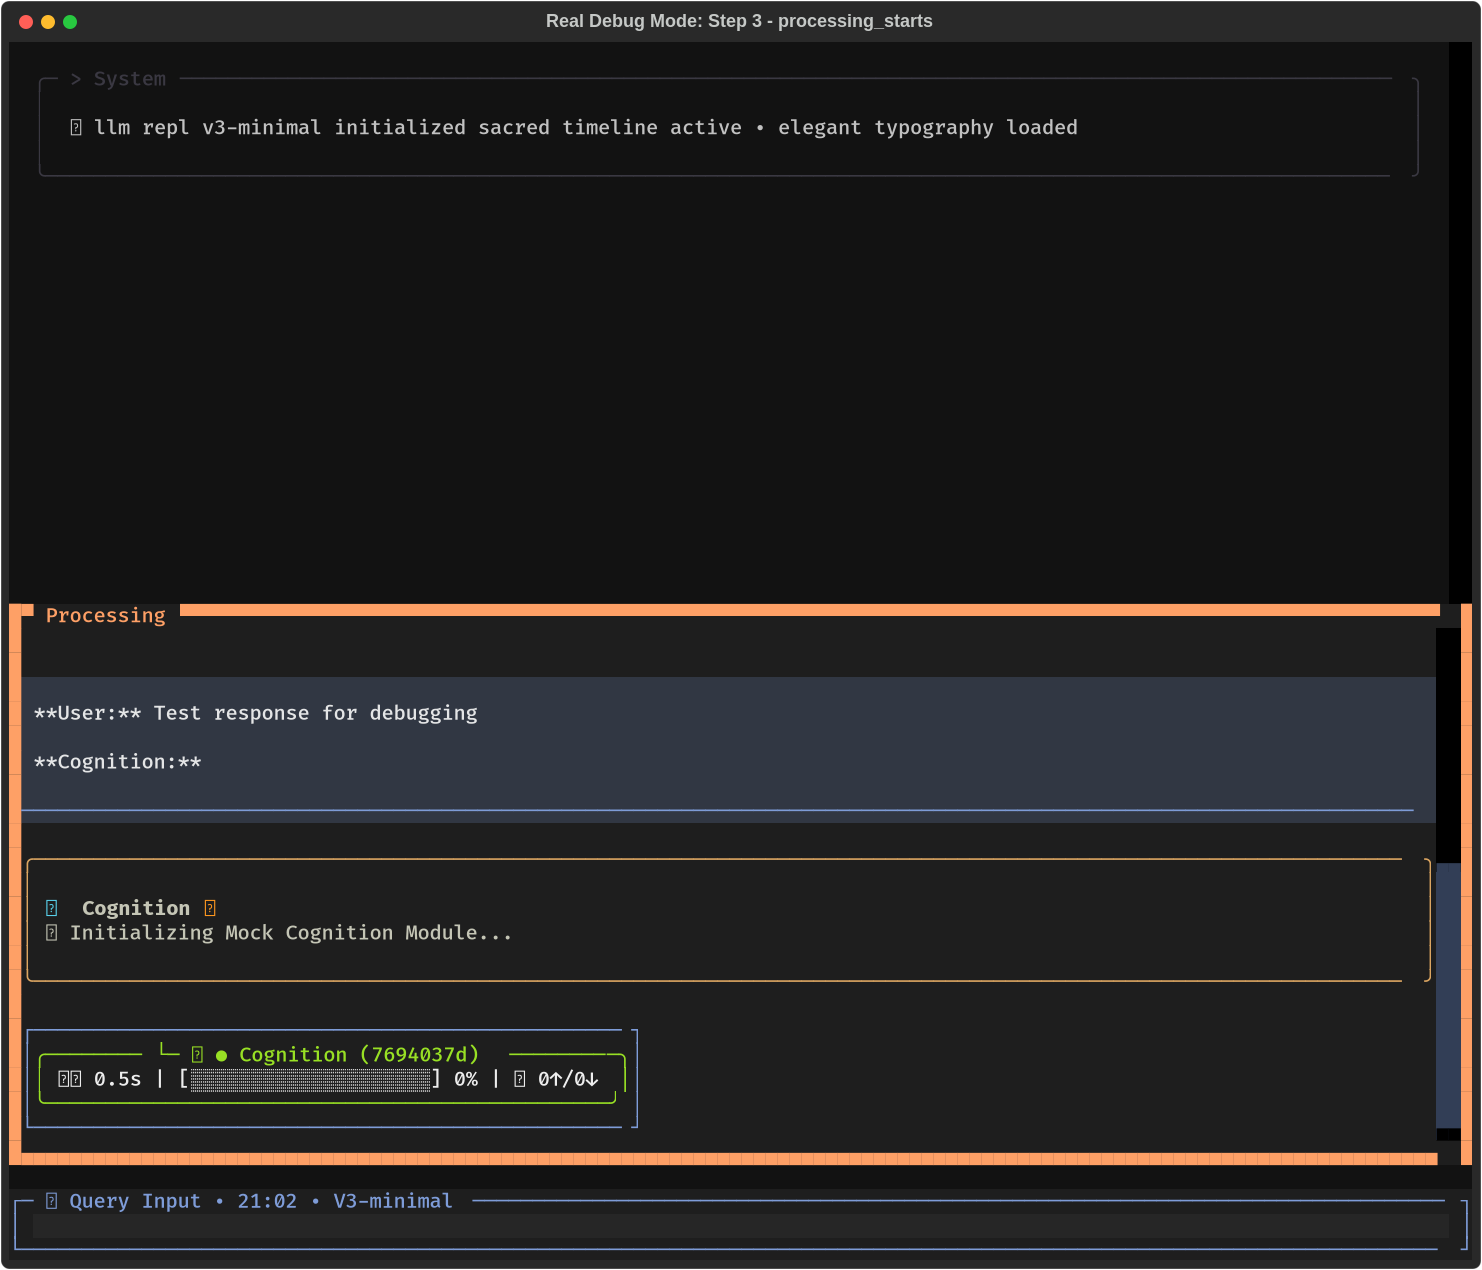 Real Debug Mode: Step 3 - processing_starts
> System
llm repl v3-minimal initialized sacred timeline active • elegant typography loaded
Processing
**User:** Test response for debugging
**Cognition:**
Cognition
Initializing Mock Cognition Module...
● Cognition (7694037d)
0.5s | [░░░░░░░░░░░░░░░░░░░░] 0% | 0↑/0↓
Query Input • 21:02 • V3-minimal